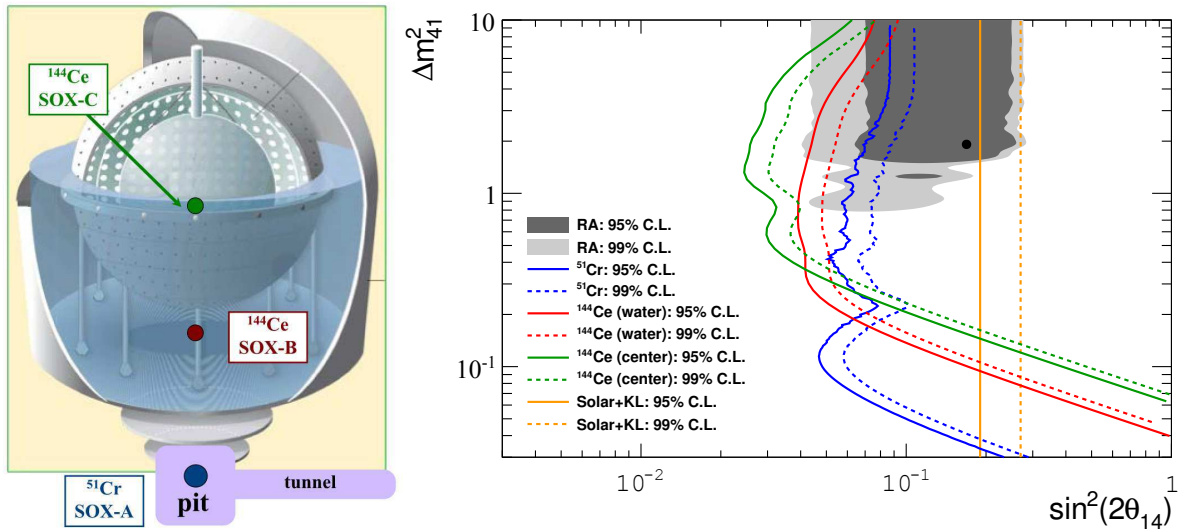 ¹⁴⁴Ce
SOX-C
¹⁴⁴Ce
SOX-B
⁵¹Cr
SOX-A
pit
tunnel
Δm²₄₁
10
1
10⁻¹
RA: 95% C.L.
RA: 99% C.L.
⁵¹Cr: 95% C.L.
⁵¹Cr: 99% C.L.
¹⁴⁴Ce (water): 95% C.L.
¹⁴⁴Ce (water): 99% C.L.
¹⁴⁴Ce (center): 95% C.L.
¹⁴⁴Ce (center): 99% C.L.
Solar+KL: 95% C.L.
Solar+KL: 99% C.L.
10⁻² 10⁻¹ 1
sin²(2θ₁₄)